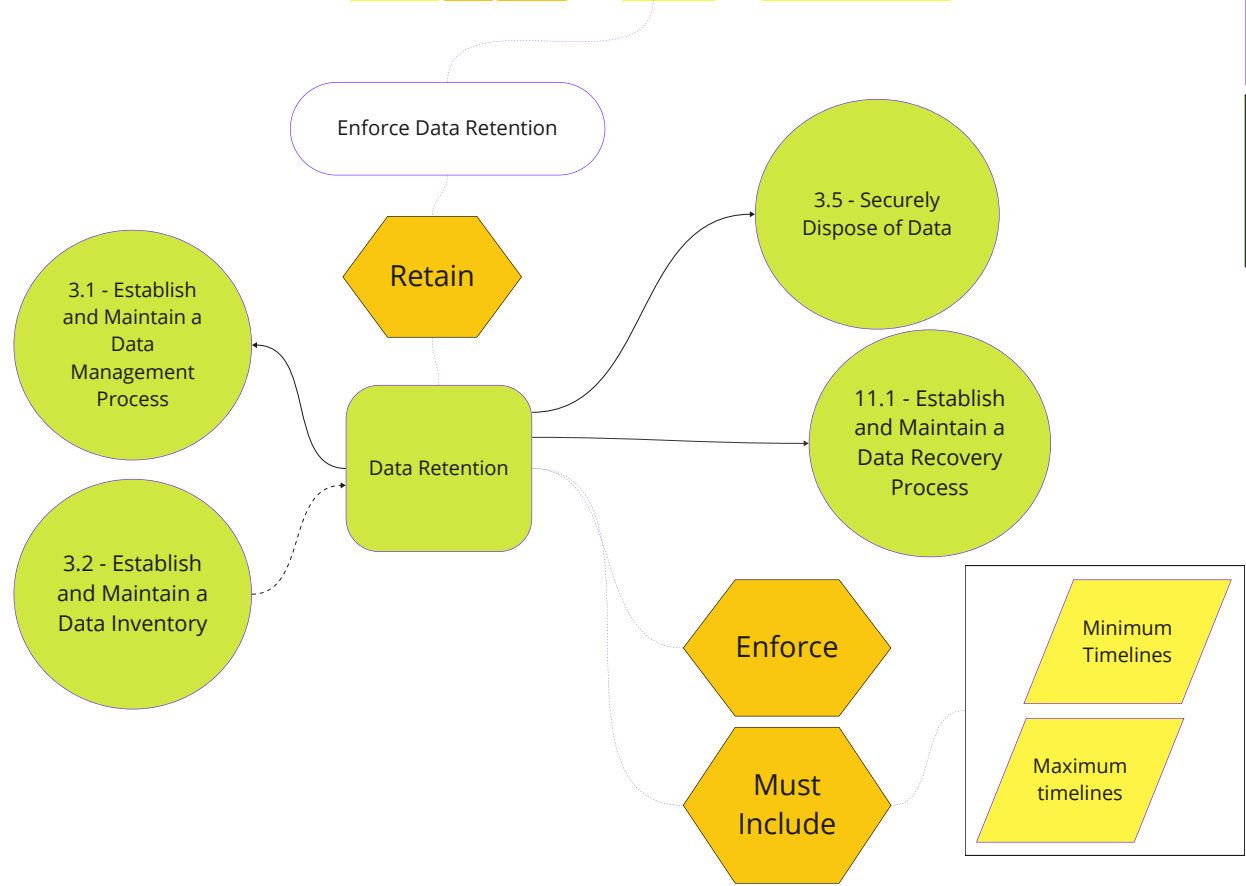 Enforce Data Retention
3.5 - Securely
Dispose of Data
Retain
3.1 - Establish
and Maintain a
Data
Management
Process
11.1 - Establish
and Maintain a
Data Recovery
Process
Data Retention
3.2 - Establish
and Maintain a
Data Inventory
Enforce
Minimum
Timelines
Must
Include
Maximum
timelines